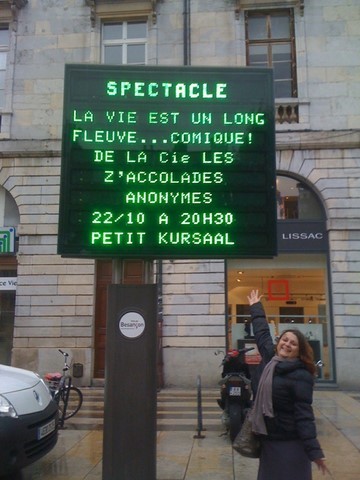 SPECTACLE
LA VIE EST UN LONG
FLEUVE...COMIQUE!
DE LA Cie LES
Z'ACCOLADES
ANONYMES
22/10 A 20H30
PETIT KURSAAL
LISSAC
Besançon